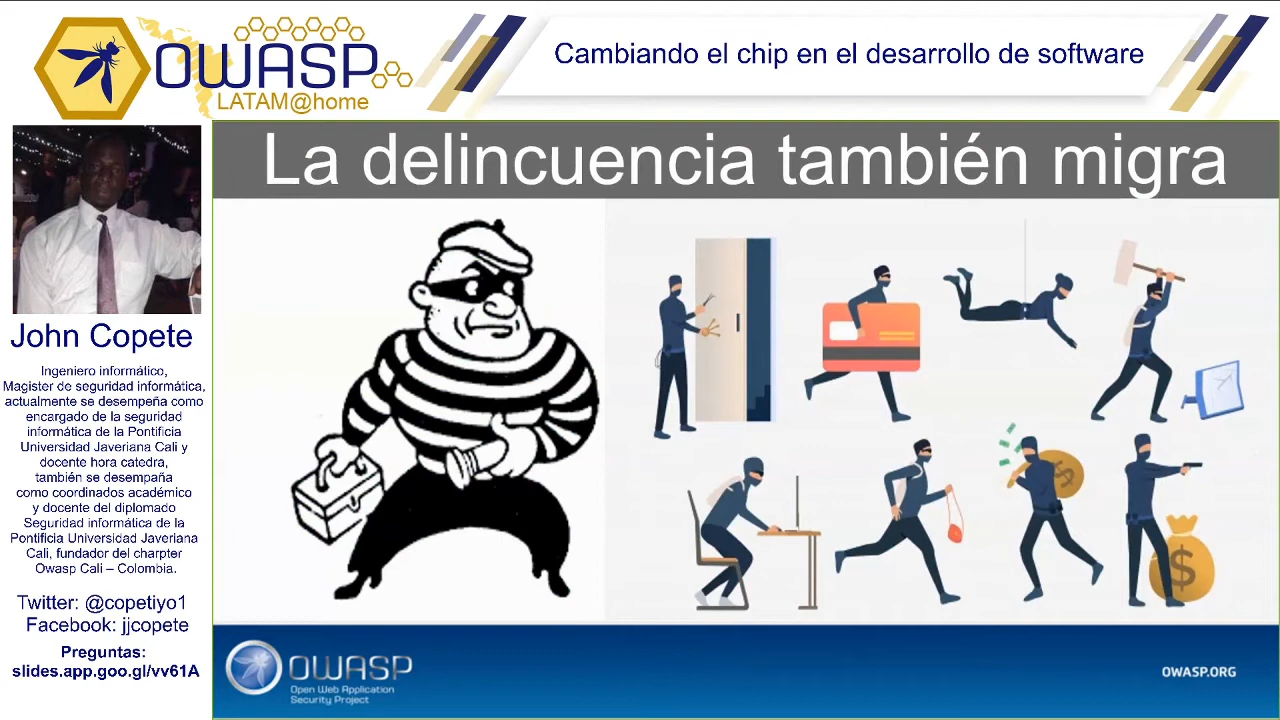 OWASP
LATAM@home
Cambiando el chip en el desarrollo de software
La delincuencia también migra
John Copete
Ingeniero informático,
Magister de seguridad informática,
actualmente se desempeña como
encargado de la seguridad
informática de la Pontificia
Universidad Javeriana Cali y
docente hora catedra,
también se desempaña
como coordinados académico
y docente del diplomado
Seguridad informática de la
Pontificia Universidad Javeriana
Cali, fundador del charpter
Owasp Cali – Colombia.
Twitter: @copetiyo1
Facebook: jjcopete
Preguntas:
slides.app.goo.gl/vv61A
$
$
OWASP
Open Web Application
Security Project
OWASP.ORG